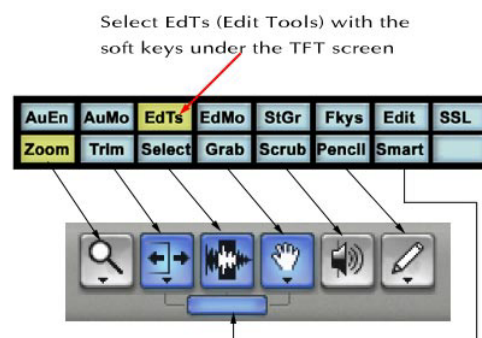 Select EdTs (Edit Tools) with the
soft keys under the TFT screen
AuEn AuMo EdTs EdMo StGr Fkys Edit SSL
Zoom Trim Select Grab Scrub Pencil Smart